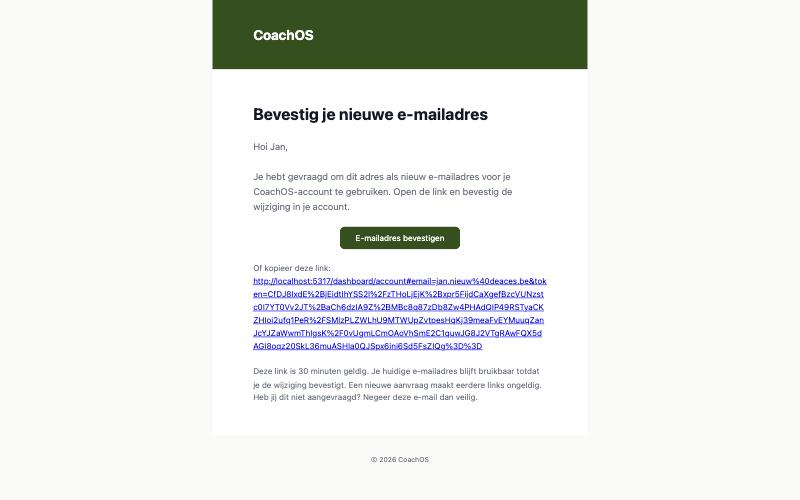 CoachOS
Bevestig je nieuwe e-mailadres
Hoi Jan,
Je hebt gevraagd om dit adres als nieuw e-mailadres voor je
CoachOS-account te gebruiken. Open de link en bevestig de
wijziging in je account.
E-mailadres bevestigen
Of kopieer deze link:
http://localhost:5317/dashboard/account#email=jan.nieuw%40deaces.be&tok
Deze link is 30 minuten geldig. Je huidige e-mailadres blijft bruikbaar totdat
je de wijziging bevestigt. Een nieuwe aanvraag maakt eerdere links ongeldig.
Heb jij dit niet aangevraagd? Negeer deze e-mail dan veilig.
© 2026 CoachOS